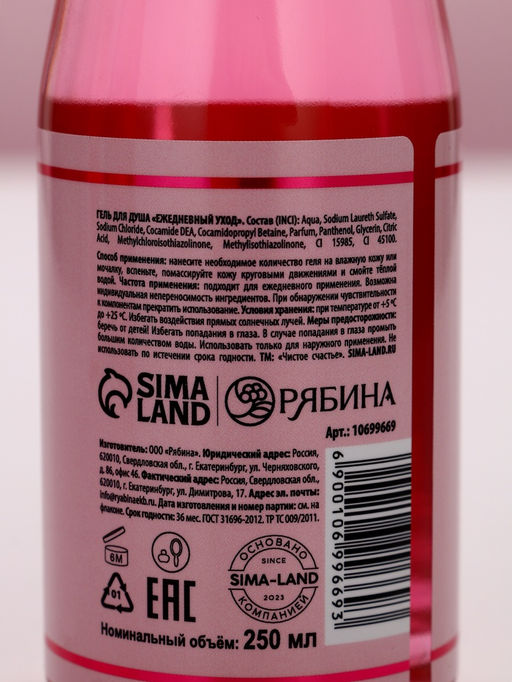 ГЕЛЬ ДЛЯ ДУША «ЕЖЕДНЕВНЫЙ УХОД». Состав (INCI): Aqua, Sodium Laureth Sulfate,
Sodium Chloride, Cocamide DEA, Cocamidopropyl Betaine, Parfum, Panthenol, Glycerin, Citric
Acid, Methylchloroisothiazolinone, Methylisothiazolinone, CI 15985, CI 45100.
Способ применения: нанесите необходимое количество геля на влажную кожу или
мочалку, вспеньте, помассируйте кожу круговыми движениями и смойте тёплой
водой. Частота применения: подходит для ежедневного применения. Возможна
индивидуальная непереносимость ингредиентов. При обнаружении чувствительности
к компонентам прекратить использование. Условия хранения: при температуре от +5 °C
до +25 °C. Избегать воздействия прямых солнечных лучей. Меры предосторожности:
беречь от детей! Избегать попадания в глаза. В случае попадания в глаза промыть
большим количеством воды. Использовать только для наружного применения. Не
использовать по истечении срока годности. ТМ: «Чистое счастье». SIMA-LAND.RU
SIMA LAND | РЯБИНА
Арт.: 10699669
Изготовитель: ООО «Рябина». Юридический адрес: Россия,
620010, Свердловская обл., г. Екатеринбург, ул. Черняховского,
д. 86, офис 46. Фактический адрес: Россия, Свердловская обл.,
620010, г. Екатеринбург, ул. Димитрова, 17. Адрес эл. почты:
info@ryabinaekb.ru. Дата изготовления и номер партии: см. на
флаконе. Срок годности: 36 мес. ГОСТ 31696-2012. ТР ТС 009/2011.
6 900106 996693
6M
ОСНОВАНО
SINCE
SIMA-LAND
2023
КОМПАНИЕЙ
01
EAC
Номинальный объём: 250 мл